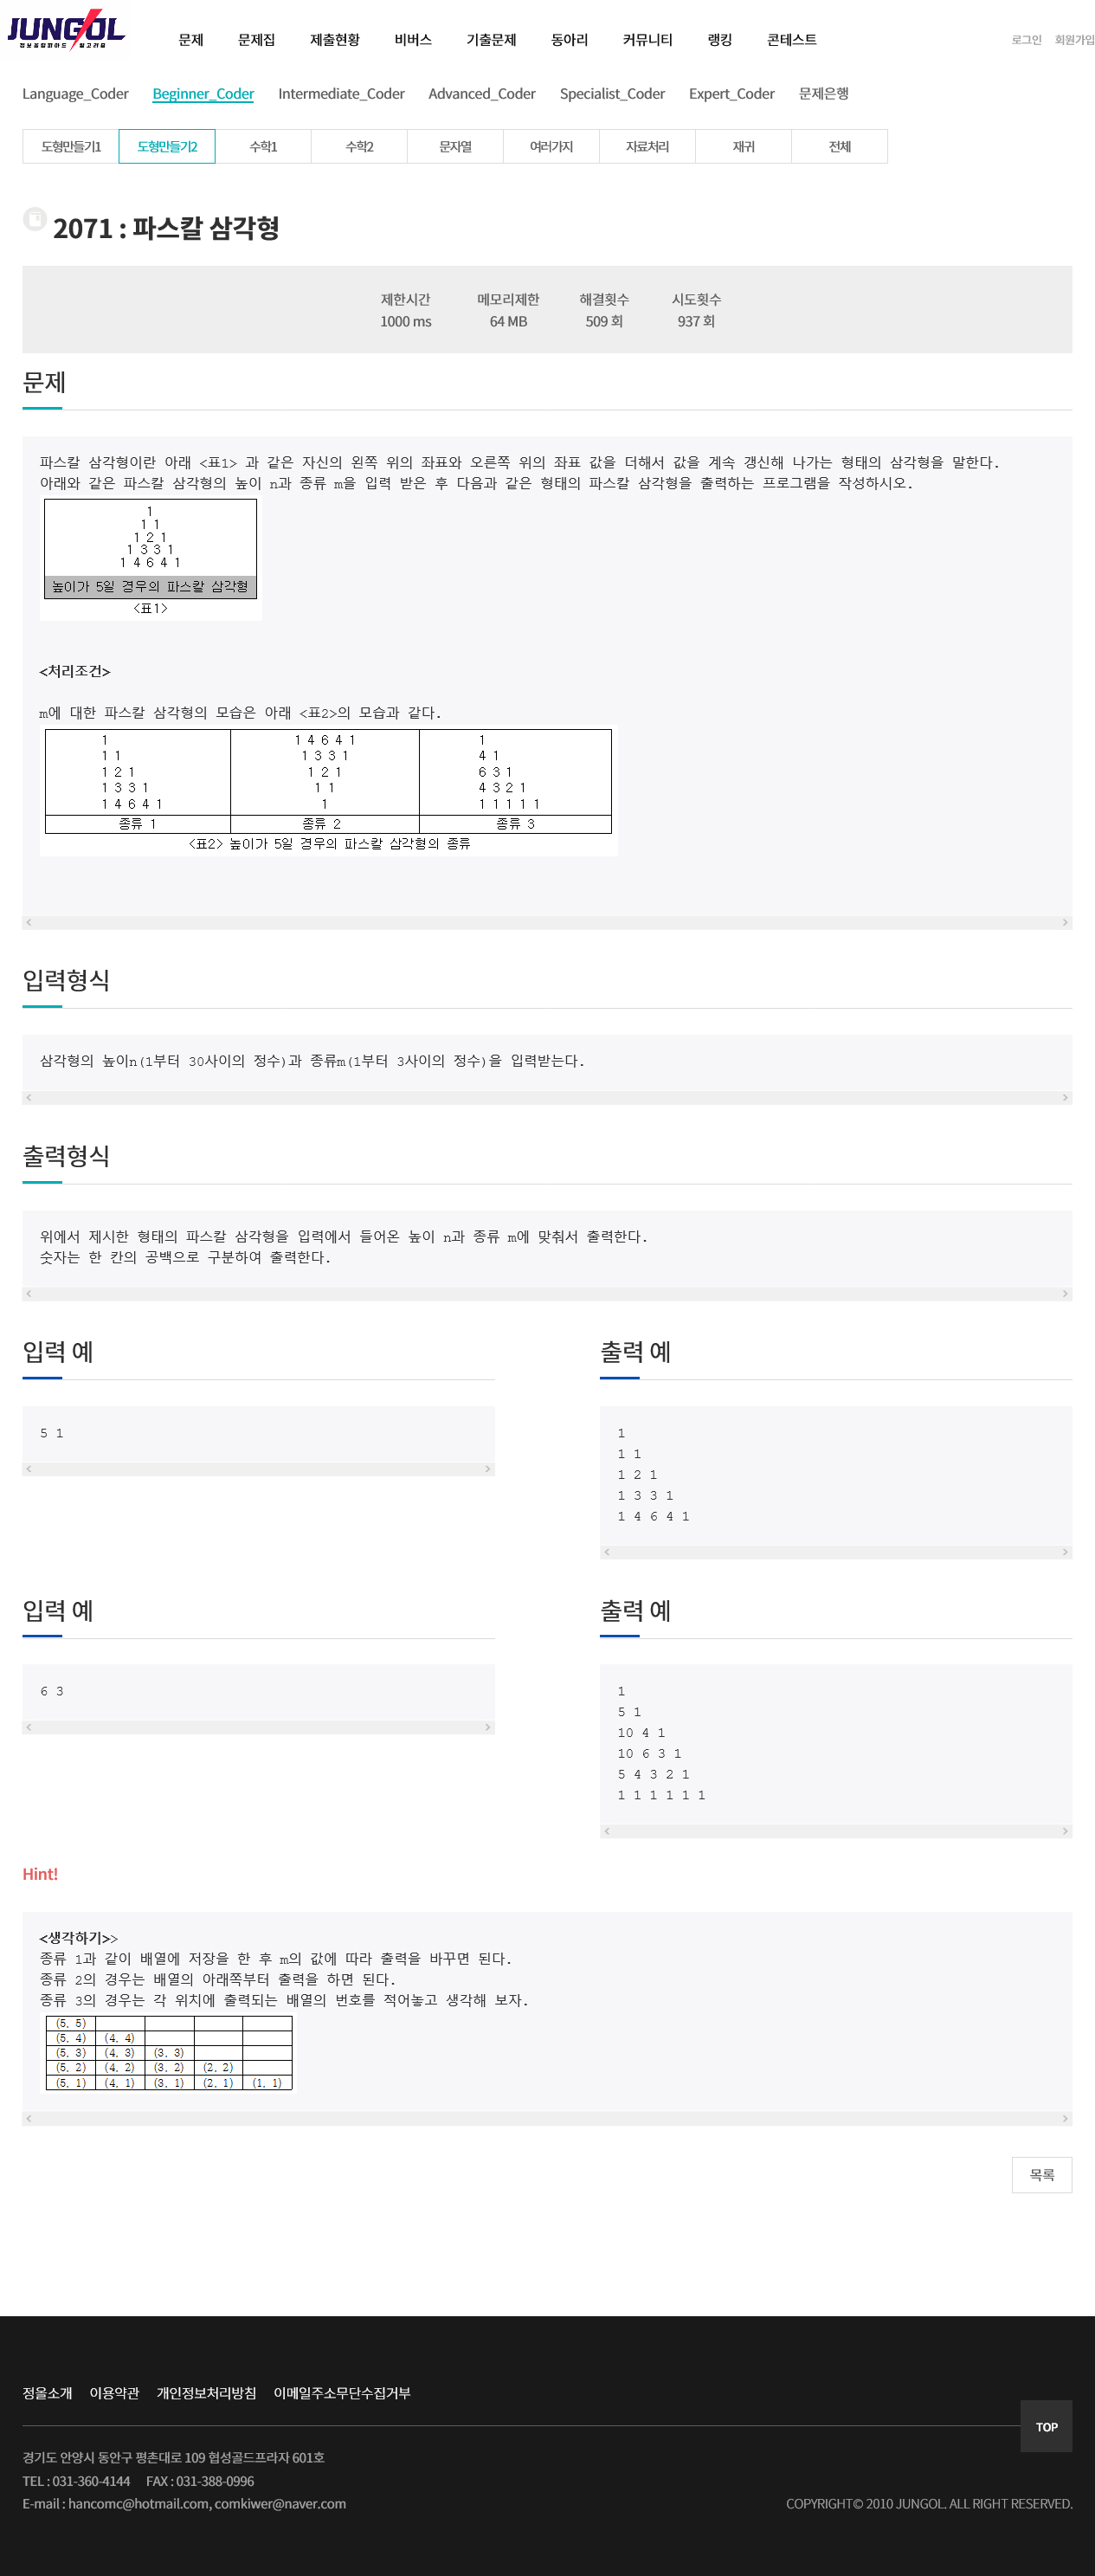 JUNGOL
정보올림피아드 알고리즘
문제 문제집 제출현황 비버스 기출문제 동아리 커뮤니티 랭킹 콘테스트 로그인 회원가입
Language_Coder Beginner_Coder Intermediate_Coder Advanced_Coder Specialist_Coder Expert_Coder 문제은행
도형만들기1 도형만들기2 수학1 수학2 문자열 여러가지 자료처리 재귀 전체
2071 : 파스칼 삼각형
제한시간 메모리제한 해결횟수 시도횟수
1000 ms 64 MB 509 회 937 회
문제
파스칼 삼각형이란 아래 <표1> 과 같은 자신의 왼쪽 위의 좌표와 오른쪽 위의 좌표 값을 더해서 값을 계속 갱신해 나가는 형태의 삼각형을 말한다.
아래와 같은 파스칼 삼각형의 높이 n과 종류 m을 입력 받은 후 다음과 같은 형태의 파스칼 삼각형을 출력하는 프로그램을 작성하시오.
1
1 1
1 2 1
1 3 3 1
1 4 6 4 1
높이가 5일 경우의 파스칼 삼각형
<표1>
<처리조건>
m에 대한 파스칼 삼각형의 모습은 아래 <표2>의 모습과 같다.
1 1 4 6 4 1 1
1 1 1 3 3 1 4 1
1 2 1 1 2 1 6 3 1
1 3 3 1 1 1 4 3 2 1
1 4 6 4 1 1 1 1 1 1 1
종류 1 종류 2 종류 3
<표2> 높이가 5일 경우의 파스칼 삼각형의 종류
입력형식
삼각형의 높이n(1부터 30사이의 정수)과 종류m(1부터 3사이의 정수)을 입력받는다.
출력형식
위에서 제시한 형태의 파스칼 삼각형을 입력에서 들어온 높이 n과 종류 m에 맞춰서 출력한다.
숫자는 한 칸의 공백으로 구분하여 출력한다.
입력 예
5 1
출력 예
1
1 1
1 2 1
1 3 3 1
1 4 6 4 1
입력 예
6 3
출력 예
1
5 1
10 4 1
10 6 3 1
5 4 3 2 1
1 1 1 1 1 1
Hint!
<생각하기>>
종류 1과 같이 배열에 저장을 한 후 m의 값에 따라 출력을 바꾸면 된다.
종류 2의 경우는 배열의 아래쪽부터 출력을 하면 된다.
종류 3의 경우는 각 위치에 출력되는 배열의 번호를 적어놓고 생각해 보자.
(5, 5)
(5, 4) (4, 4)
(5, 3) (4, 3) (3, 3)
(5, 2) (4, 2) (3, 2) (2, 2)
(5, 1) (4, 1) (3, 1) (2, 1) (1, 1)
목록
정올소개 이용약관 개인정보처리방침 이메일주소무단수집거부
TOP
경기도 안양시 동안구 평촌대로 109 협성골드프라자 601호
TEL : 031-360-4144 FAX : 031-388-0996
E-mail : hancomc@hotmail.com, comkiwer@naver.com
COPYRIGHT© 2010 JUNGOL. ALL RIGHT RESERVED.